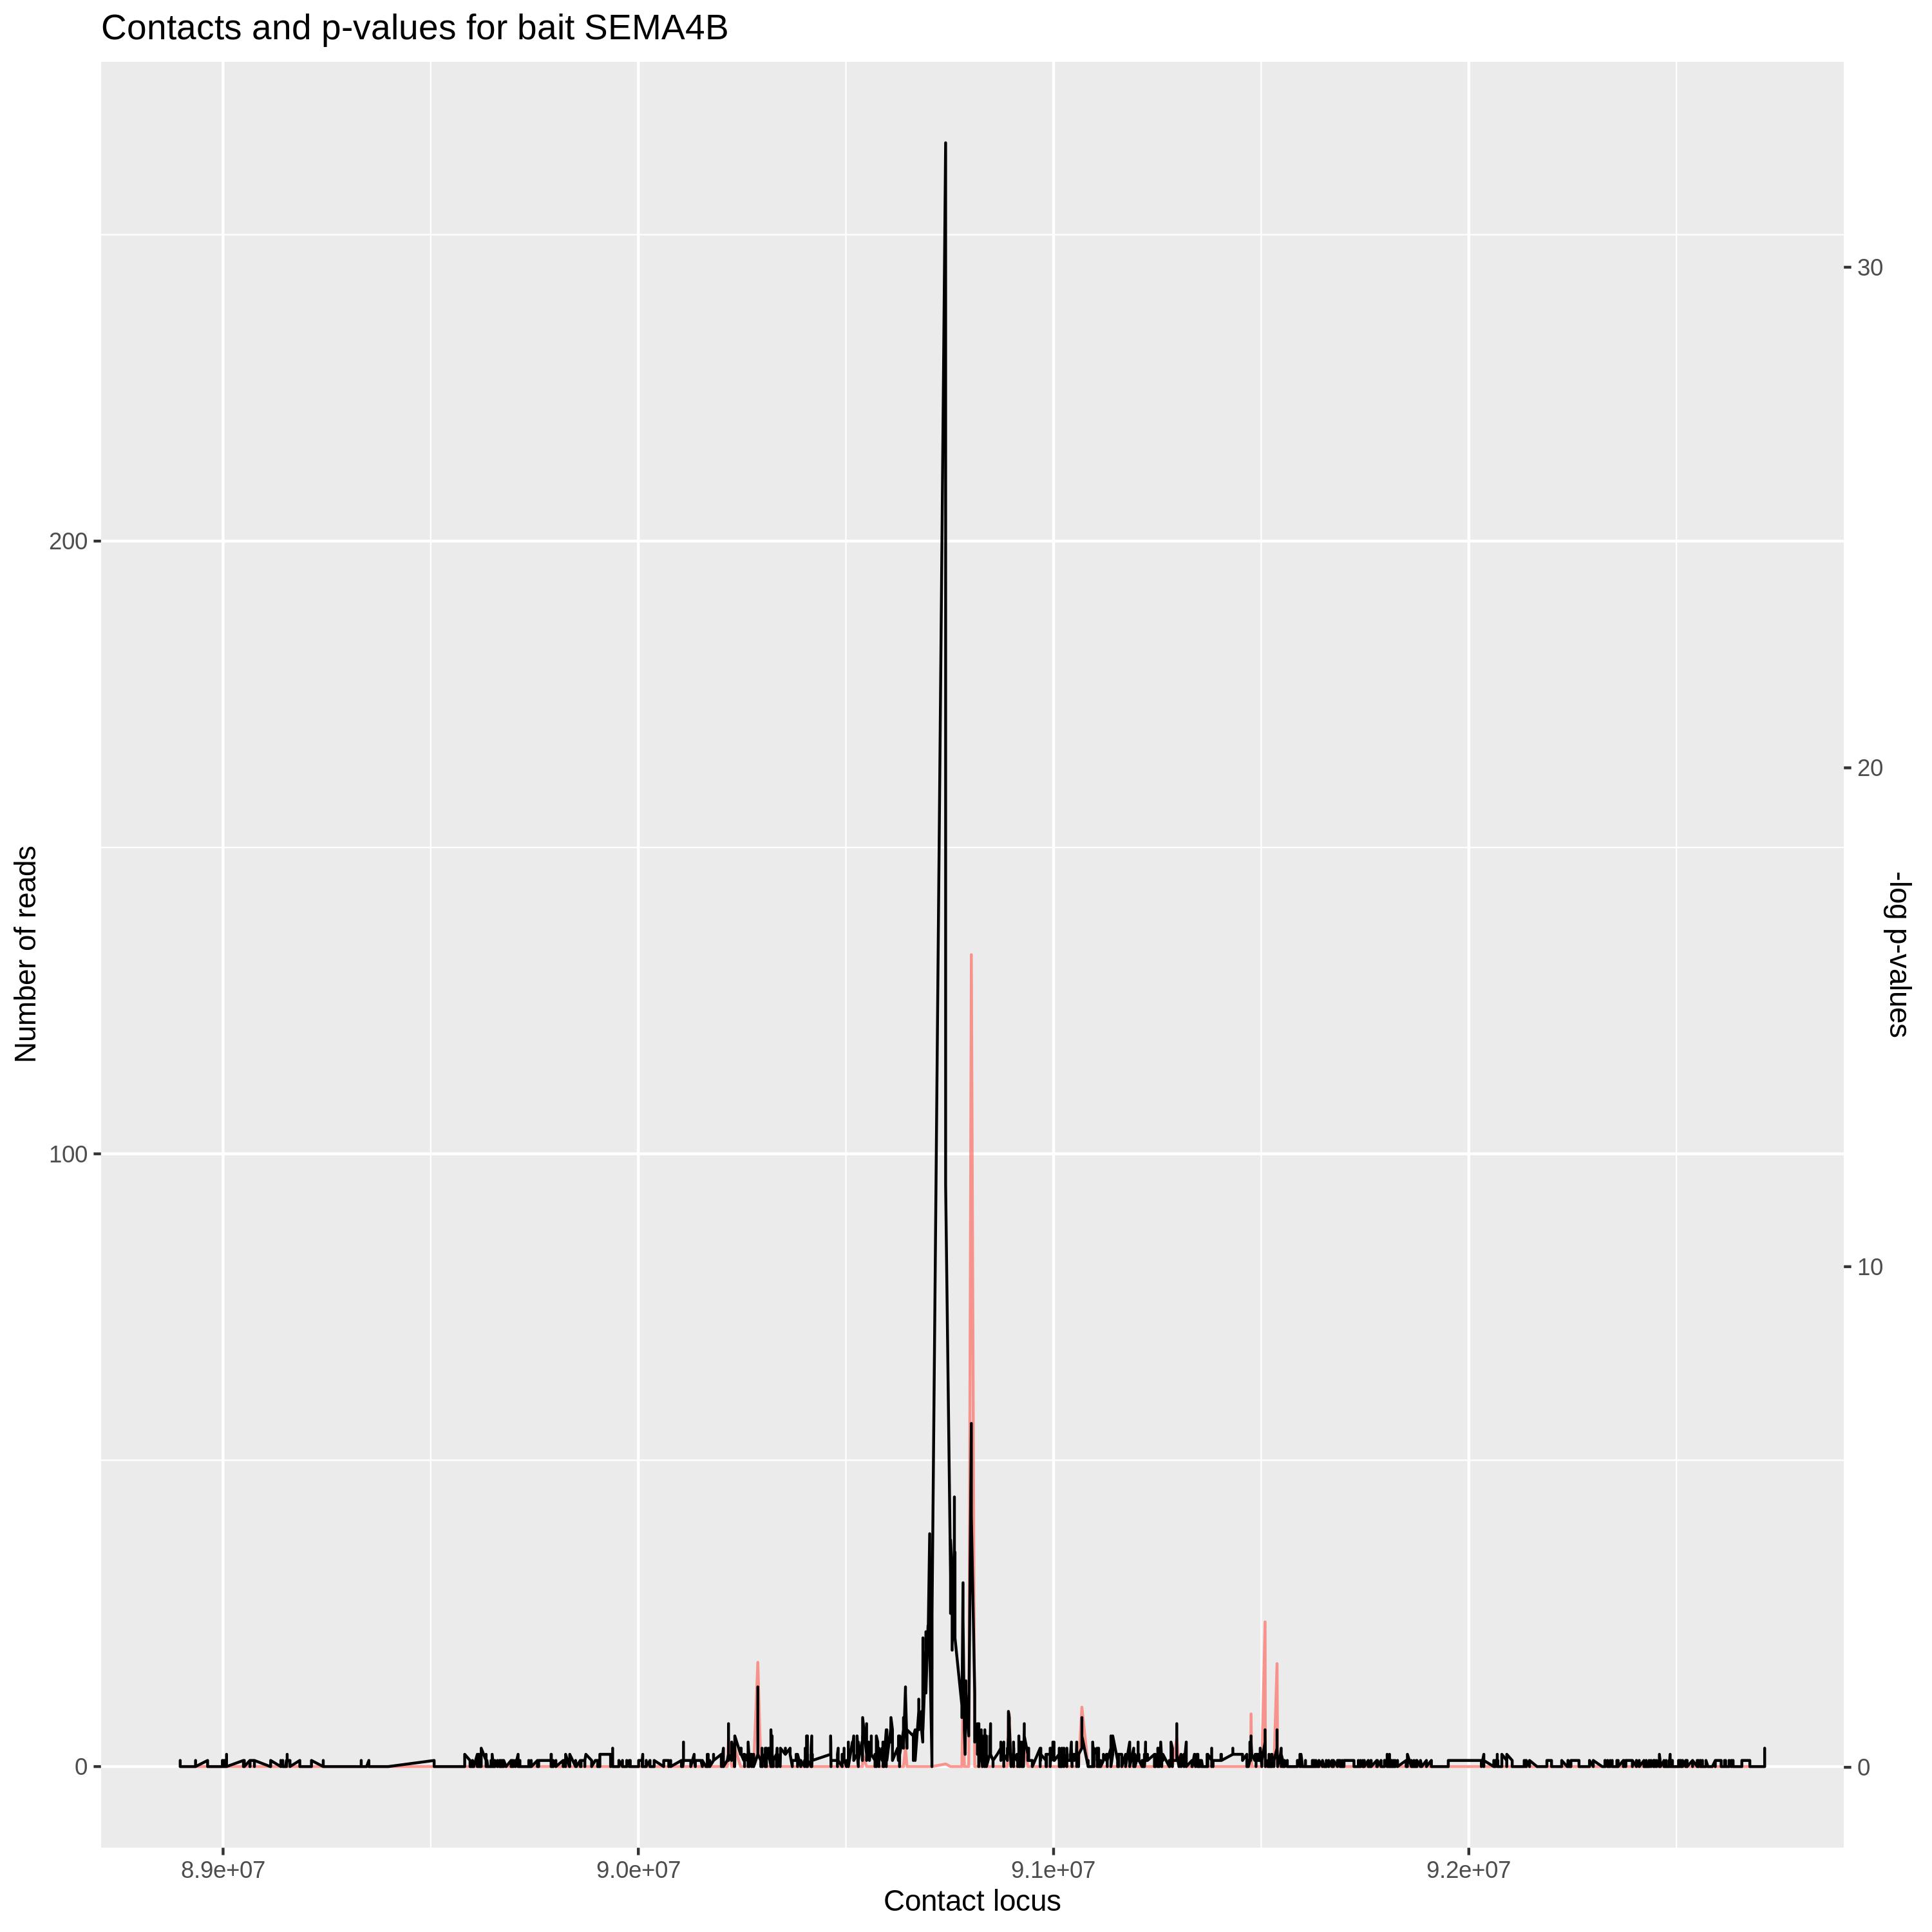 Contacts and p-values for bait SEMA4B
Number of reads
200
100
0
30
20
10
0
-log p-values
8.9e+07 9.0e+07 9.1e+07 9.2e+07
Contact locus